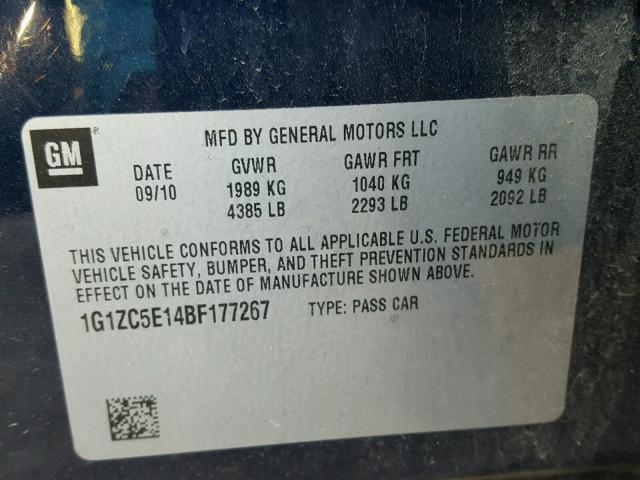 GM
®
MFD BY GENERAL MOTORS LLC
DATE GVWR GAWR FRT GAWR RR
09/10 1989 KG 1040 KG 949 KG
4385 LB 2293 LB 2092 LB
THIS VEHICLE CONFORMS TO ALL APPLICABLE U.S. FEDERAL MOTOR
VEHICLE SAFETY, BUMPER, AND THEFT PREVENTION STANDARDS IN
EFFECT ON THE DATE OF MANUFACTURE SHOWN ABOVE.
1G1ZC5E14BF177267 TYPE: PASS CAR